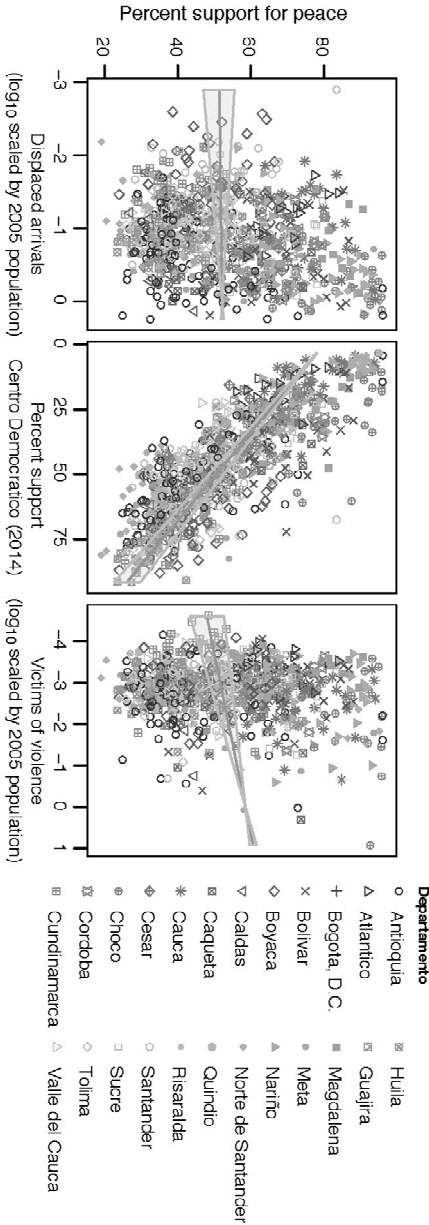 Percent support for peace
20 40 60 80
−3 −2 −1 0
Displaced arrivals
(log10 scaled by 2005 population)
0 25 50 75
Percent support
Centro Democratico (2014)
−4 −3 −2 −1 0 1
Victims of violence
(log10 scaled by 2005 population)
Departamento
Antioquia
Atlantico
Bogota, D.C.
Bolivar
Boyaca
Caldas
Caqueta
Cauca
Cesar
Choco
Cordoba
Cundinamarca
Huila
Guajira
Magdalena
Meta
Nariñc
Norte de Santander
Quindio
Risaralda
Santander
Sucre
Tolima
Valle del Cauca